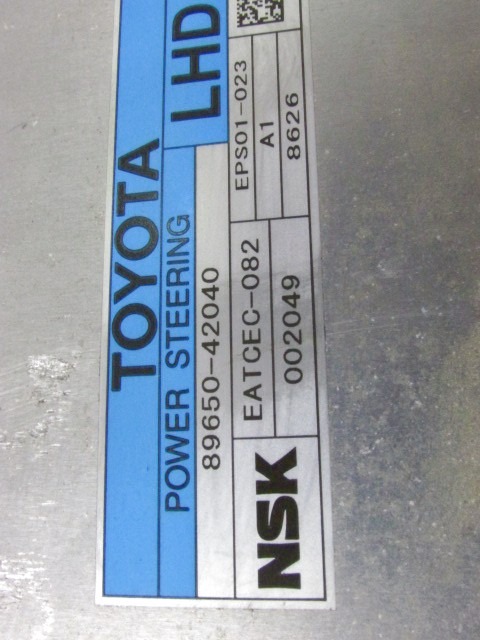 TOYOTA
POWER STEERING LHD
89650-42040
EATCEC-082 EPS01-023
002049 A1
8626
NSK